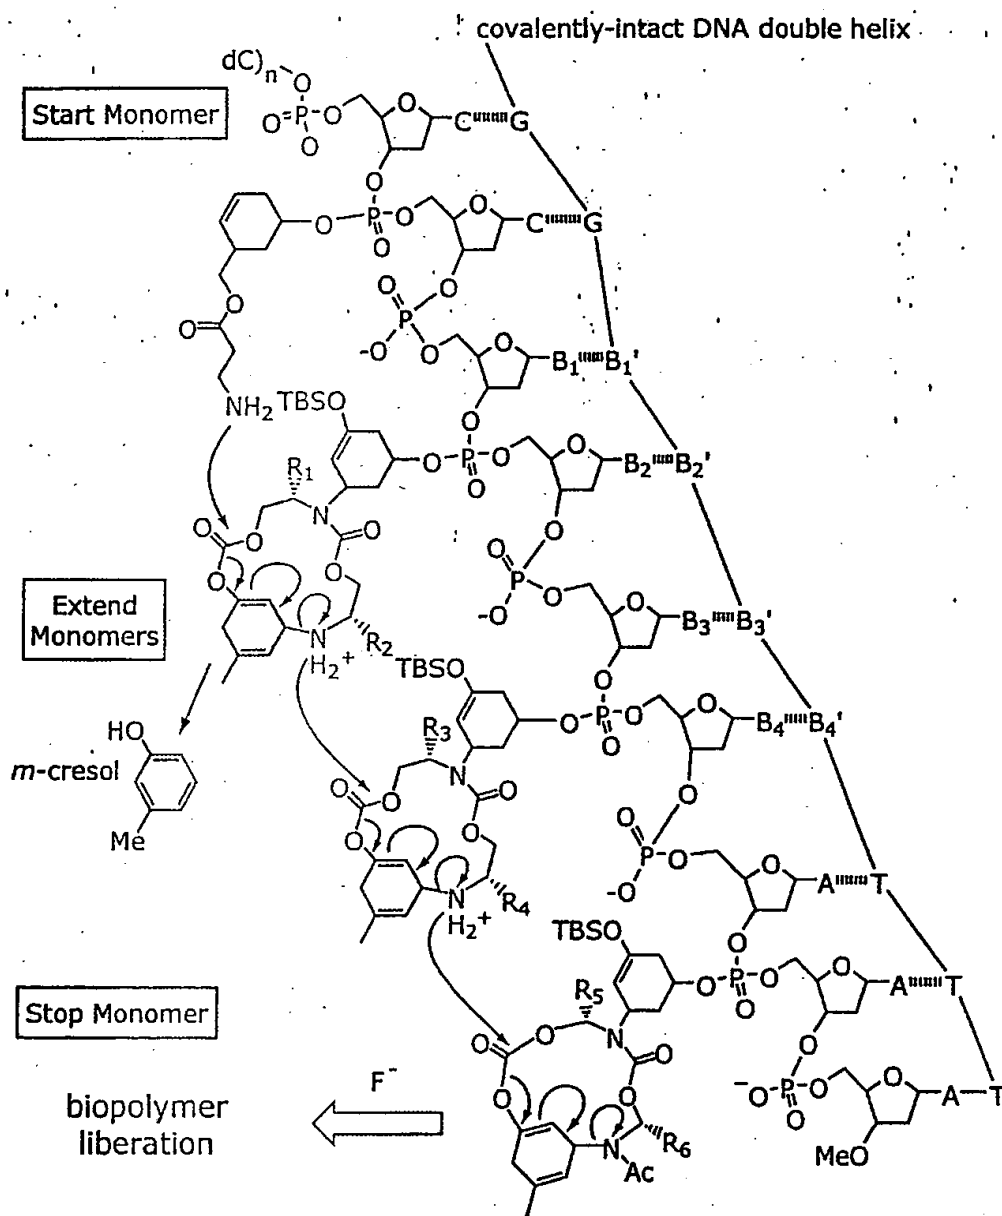 covalently-intact DNA double helix
dC)n
O
Start Monomer
O=P-O
O
O
C
G
O
O
P
O
O
C
G
O
O
O
O
P
O
-O
O
O
B1
B1'
NH2
TBSO
O
O
P
O
O
B2
B2'
O
R1
N
O
O
O
O
O
O
P
-O
O
O
B3
B3'
Extend
Monomers
N
H2+
R2
TBSO
O
O
P
O
O
B4
B4'
O
HO
m-cresol
Me
R3
N
O
O
O
O
O
O
O
P
-O
O
O
A
T
N
H2+
R4
TBSO
O
O
P
O
O
A
T
O
Stop Monomer
R5
O
N
O
O
O
O
O
-O
P
O
O
O
A
T
MeO
F-
biopolymer
liberation
R6
N
Ac